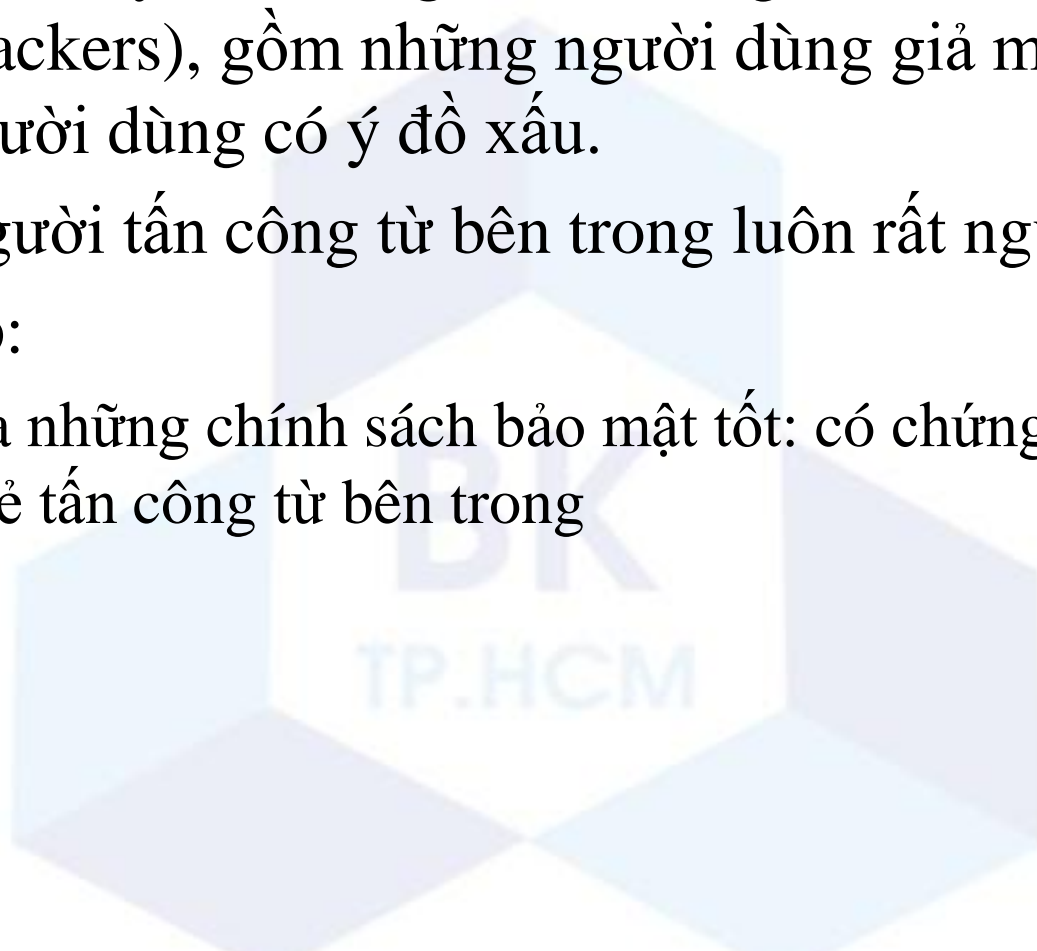 ackers), gồm những người dùng giả m
ười dùng có ý đồ xấu.
gười tấn công từ bên trong luôn rất ng
:
những chính sách bảo mật tốt: có chứng
ẻ tấn công từ bên trong
BK
TP.HCM